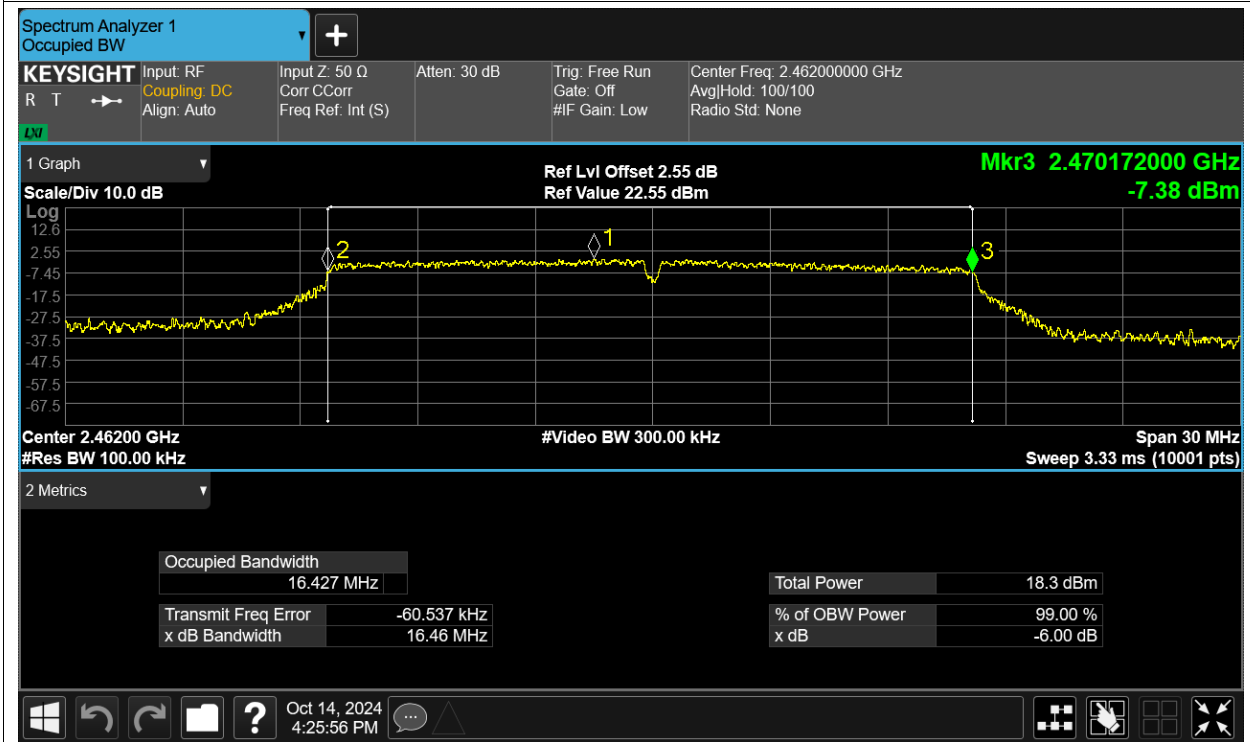 Spectrum Analyzer 1
Occupied BW
KEYSIGHT
R T
LXI
Input: RF
Coupling: DC
Align: Auto
Input Z: 50 Ω
Corr CCorr
Freq Ref: Int (S)
Atten: 30 dB
Trig: Free Run
Gate: Off
#IF Gain: Low
Center Freq: 2.462000000 GHz
Avg|Hold: 100/100
Radio Std: None
1 Graph
Scale/Div 10.0 dB
Ref Lvl Offset 2.55 dB
Ref Value 22.55 dBm
Mkr3 2.470172000 GHz
-7.38 dBm
Log
12.6
2.55
-7.45
-17.5
-27.5
-37.5
-47.5
-57.5
-67.5
2
1
3
Center 2.46200 GHz
#Res BW 100.00 kHz
#Video BW 300.00 kHz
Span 30 MHz
Sweep 3.33 ms (10001 pts)
2 Metrics
Occupied Bandwidth
16.427 MHz
Transmit Freq Error -60.537 kHz
x dB Bandwidth 16.46 MHz
Total Power 18.3 dBm
% of OBW Power 99.00 %
x dB -6.00 dB
?
Oct 14, 2024
4:25:56 PM